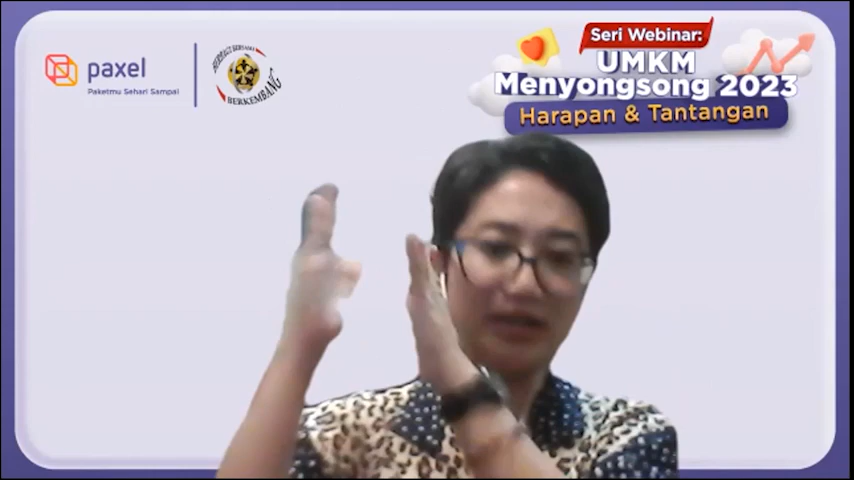 paxel
Paketmu Sehari Sampai
BERKEMBANG
Seri Webinar:
UMKM
Menyongsong 2023
Harapan & Tantangan